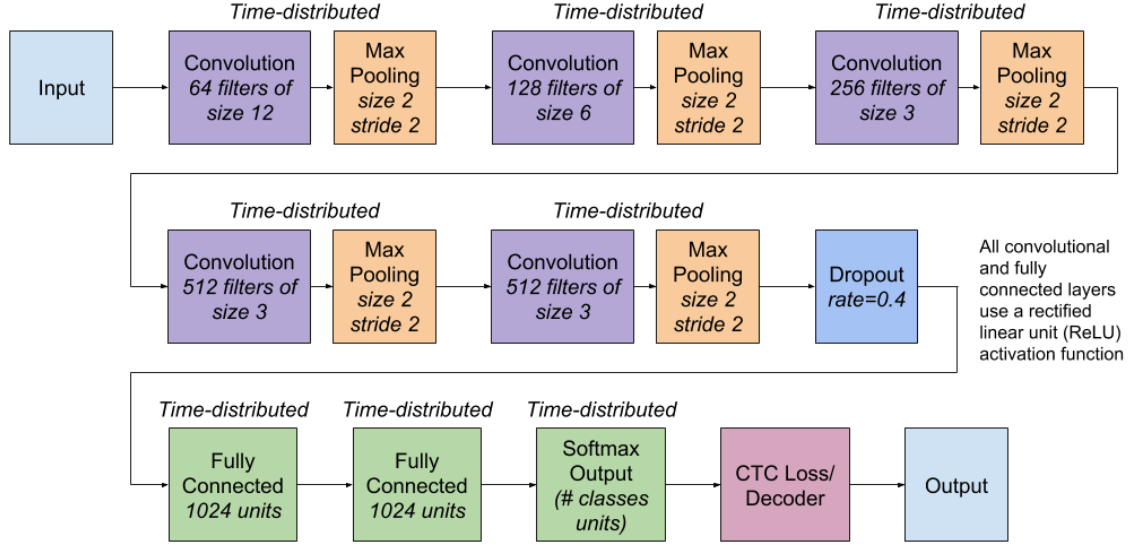 Time-distributed
Time-distributed
Time-distributed
Input
Convolution
64 filters of
size 12
Max
Pooling
size 2
stride 2
Convolution
128 filters of
size 6
Max
Pooling
size 2
stride 2
Convolution
256 filters of
size 3
Max
Pooling
size 2
stride 2
Time-distributed
Time-distributed
Convolution
512 filters of
size 3
Max
Pooling
size 2
stride 2
Convolution
512 filters of
size 3
Max
Pooling
size 2
stride 2
Dropout
rate=0.4
All convolutional
and fully
connected layers
use a rectified
linear unit (ReLU)
activation function
Time-distributed
Time-distributed
Time-distributed
Fully
Connected
1024 units
Fully
Connected
1024 units
Softmax
Output
(# classes
units)
CTC Loss/
Decoder
Output